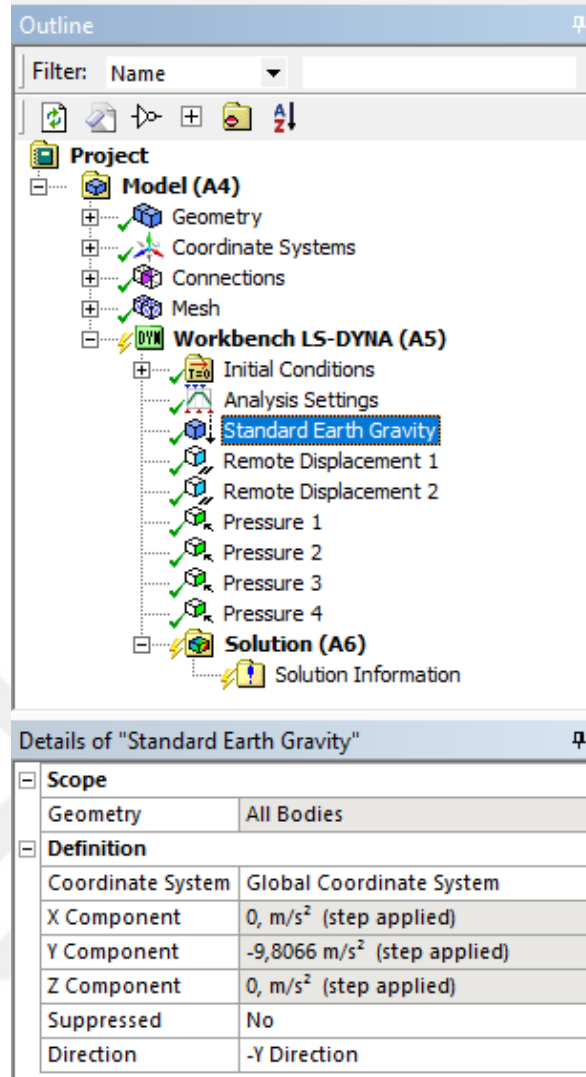 Outline
Filter: Name
Project
Model (A4)
Geometry
Coordinate Systems
Connections
Mesh
Workbench LS-DYNA (A5)
Initial Conditions
Analysis Settings
Standard Earth Gravity
Remote Displacement 1
Remote Displacement 2
Pressure 1
Pressure 2
Pressure 3
Pressure 4
Solution (A6)
Solution Information
Details of "Standard Earth Gravity"
Scope
Geometry All Bodies
Definition
Coordinate System Global Coordinate System
X Component 0, m/s² (step applied)
Y Component -9,8066 m/s² (step applied)
Z Component 0, m/s² (step applied)
Suppressed No
Direction -Y Direction